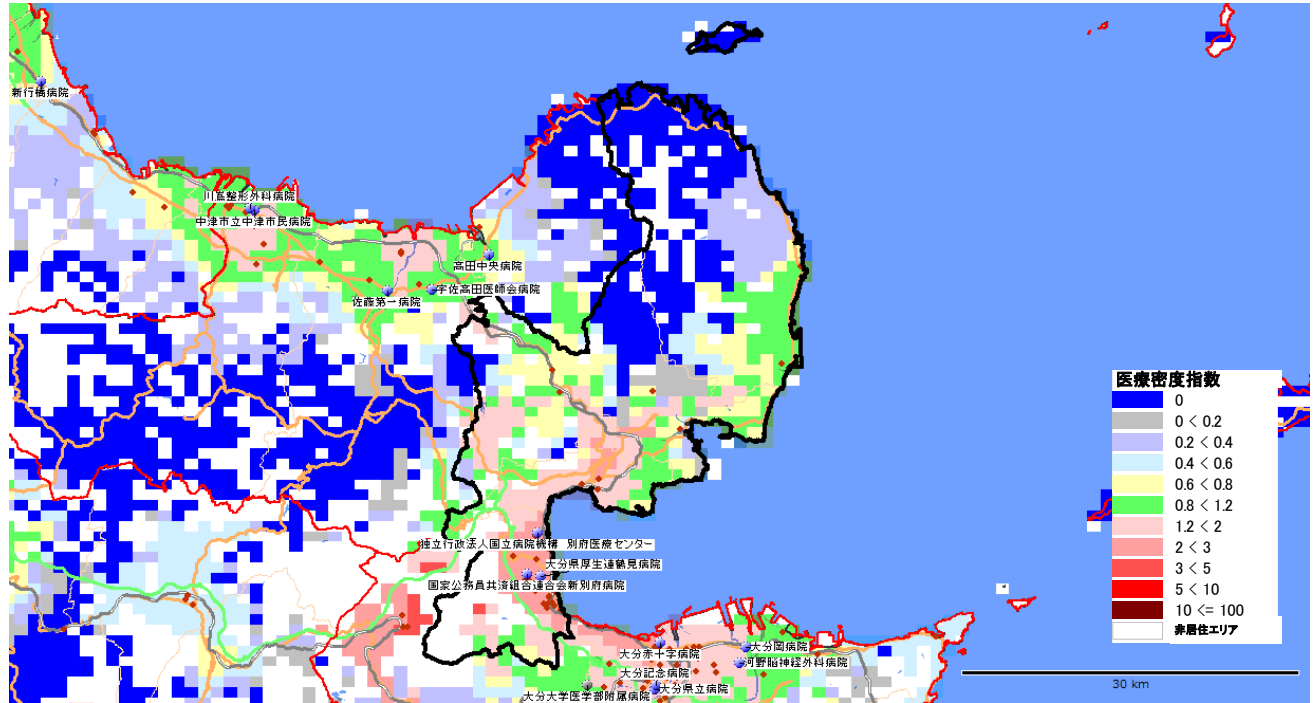 新行橋病院
川嶌整形外科病院
中津市立中津市民病院
高田中央病院
宇佐高田医師会病院
佐藤第一病院
独立行政法人国立病院機構 別府医療センター
大分県厚生連鶴見病院
国家公務員共済組合連合会新別府病院
大分赤十字病院
大分岡病院
河野脳神経外科病院
大分記念病院
大分県立病院
大分大学医学部附属病院
医療密度指数
0
0 < 0.2
0.2 < 0.4
0.4 < 0.6
0.6 < 0.8
0.8 < 1.2
1.2 < 2
2 < 3
3 < 5
5 < 10
10 <= 100
非居住エリア
30 km